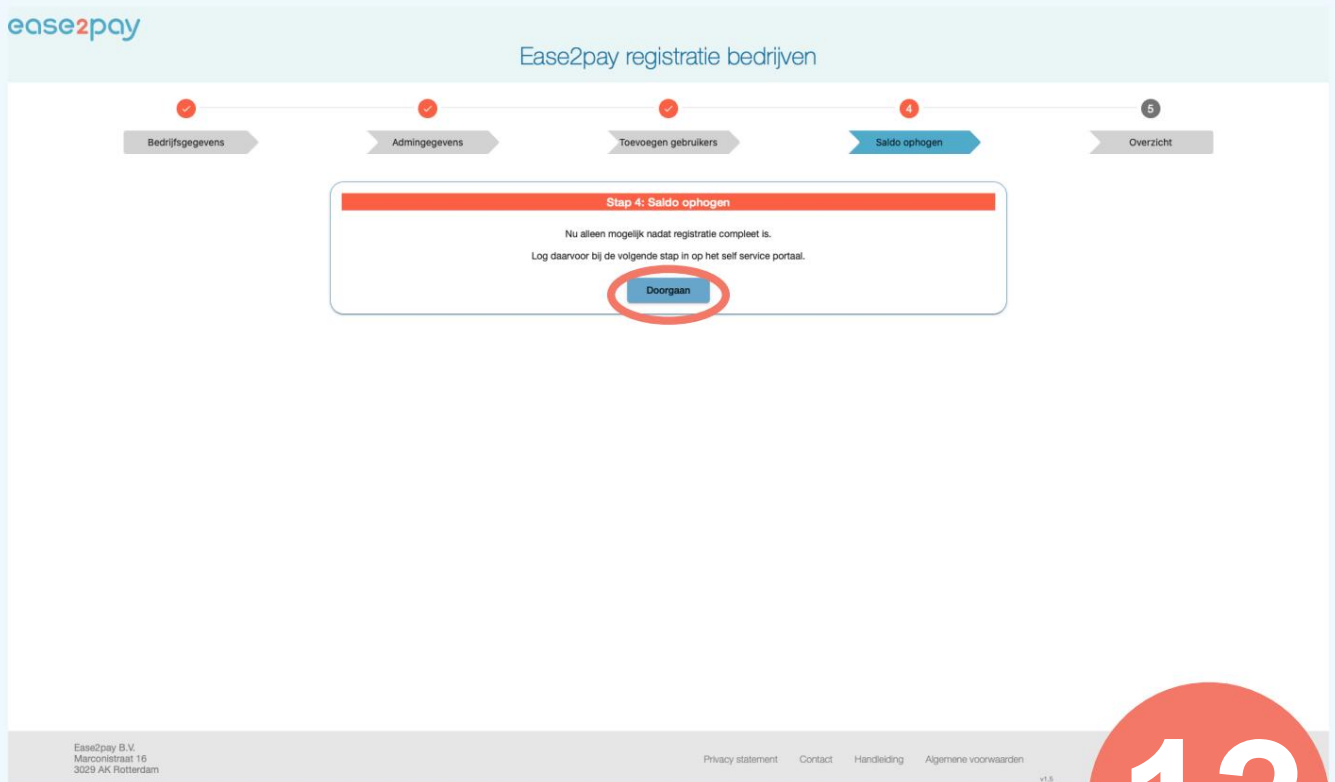 ease2pay
Ease2pay registratie bedrijven
4
5
Bedrijfsgegevens
Admingegevens
Toevoegen gebruikers
Saldo ophogen
Overzicht
Stap 4: Saldo ophogen
Nu alleen mogelijk nadat registratie compleet is.
Log daarvoor bij de volgende stap in op het self service portaal.
Doorgaan
Ease2pay B.V.
Marconistraat 16
3029 AK Rotterdam
Privacy statement
Contact
Handleiding
Algemene voorwaarden
v1.5